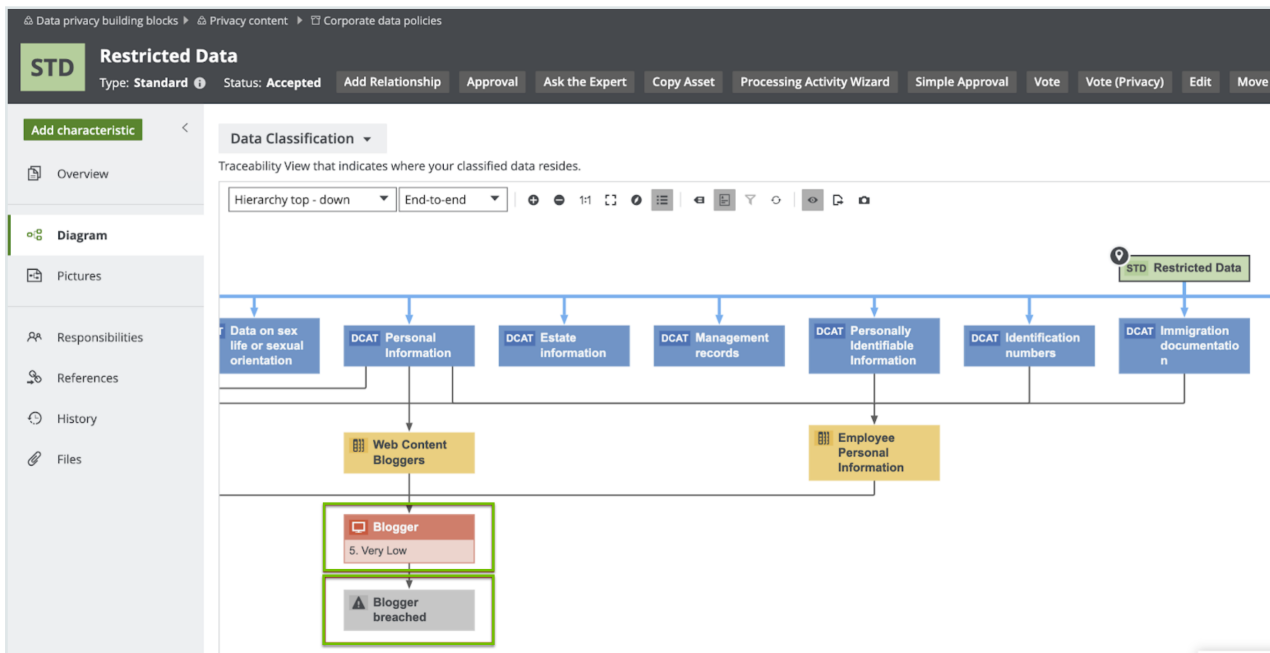 Data privacy building blocks Privacy content Corporate data policies
STD
Restricted Data
Type: Standard Status: Accepted
Add Relationship Approval Ask the Expert Copy Asset Processing Activity Wizard Simple Approval Vote Vote (Privacy) Edit Move
Add characteristic
Overview
Diagram
Pictures
Responsibilities
References
History
Files
Data Classification
Traceability View that indicates where your classified data resides.
Hierarchy top - down End-to-end 1:1
STD Restricted Data
Data on sex
life or sexual
orientation
DCAT Personal
Information
DCAT Estate
information
DCAT Management
records
DCAT Personally
Identifiable
Information
DCAT Identification
numbers
DCAT Immigration
documentatio
n
Web Content
Bloggers
Employee
Personal
Information
Blogger
5. Very Low
Blogger
breached